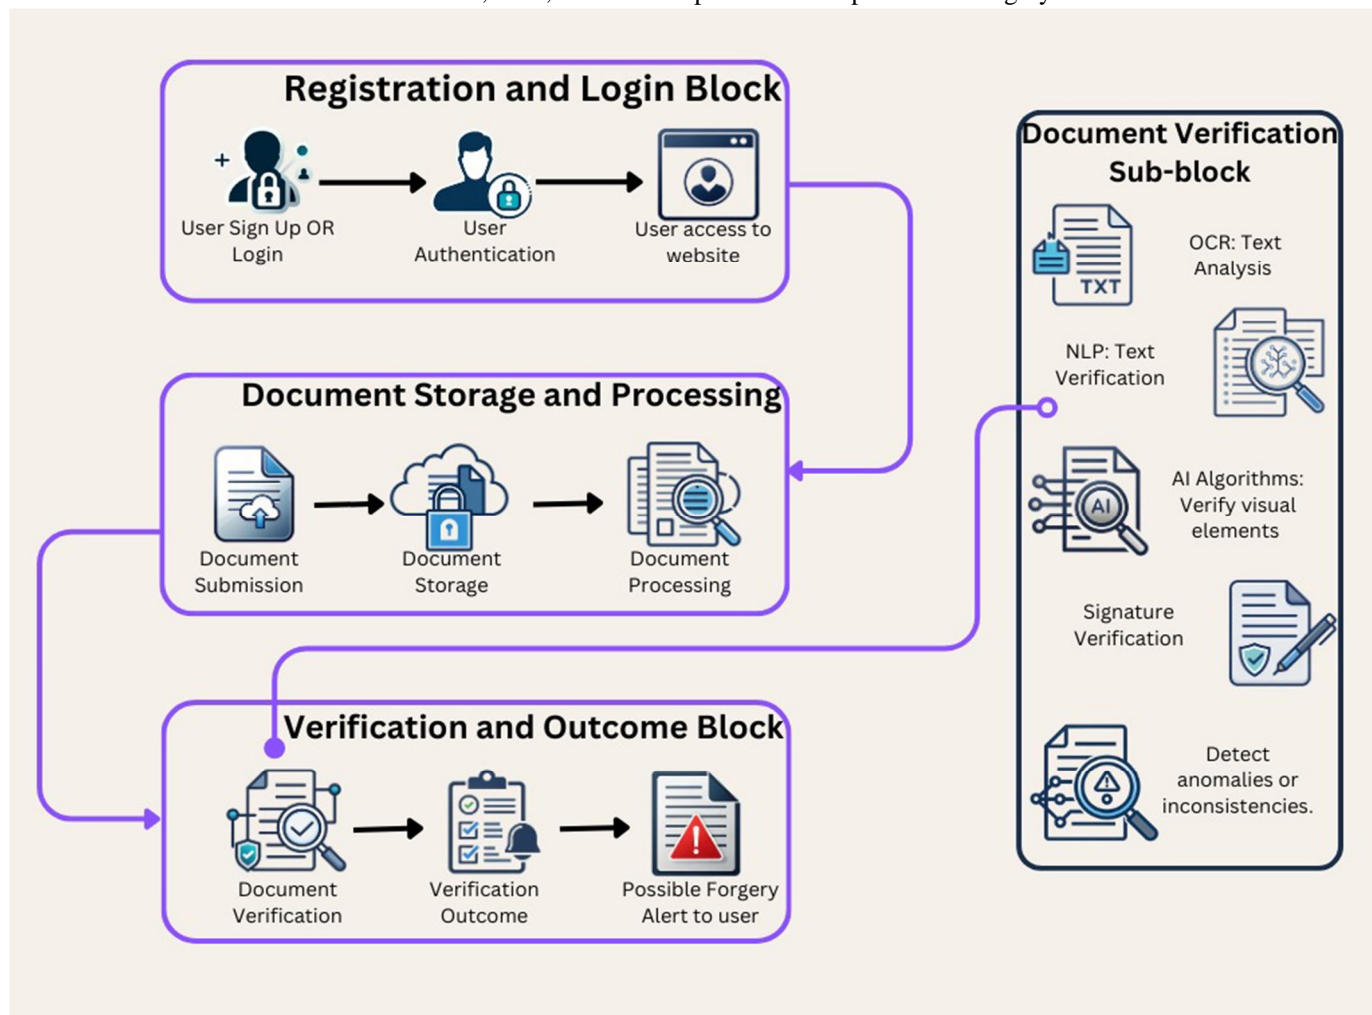 Registration and Login Block
User Sign Up OR
Login
User
Authentication
User access to
website
Document Storage and Processing
Document
Submission
Document
Storage
Document
Processing
Verification and Outcome Block
Document
Verification
Verification
Outcome
Possible Forgery
Alert to user
Document Verification
Sub-block
TXT
OCR: Text
Analysis
NLP: Text
Verification
AI
AI Algorithms:
Verify visual
elements
Signature
Verification
Detect
anomalies or
inconsistencies.